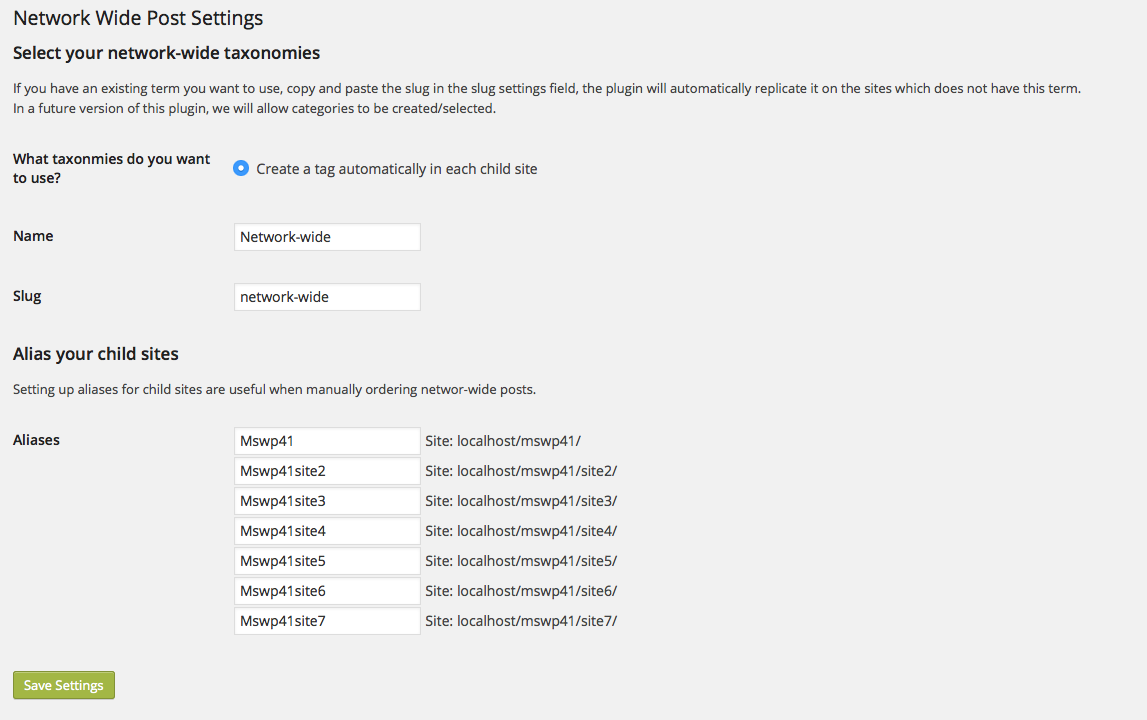 Network Wide Post Settings
Select your network-wide taxonomies
If you have an existing term you want to use, copy and paste the slug in the slug settings field, the plugin will automatically replicate it on the sites which does not have this term.
In a future version of this plugin, we will allow categories to be created/selected.
What taxonmies do you want
to use?
Create a tag automatically in each child site
Name
Network-wide
Slug
network-wide
Alias your child sites
Setting up aliases for child sites are useful when manually ordering networ-wide posts.
Aliases
Mswp41 Site: localhost/mswp41/
Mswp41site2 Site: localhost/mswp41/site2/
Mswp41site3 Site: localhost/mswp41/site3/
Mswp41site4 Site: localhost/mswp41/site4/
Mswp41site5 Site: localhost/mswp41/site5/
Mswp41site6 Site: localhost/mswp41/site6/
Mswp41site7 Site: localhost/mswp41/site7/
Save Settings